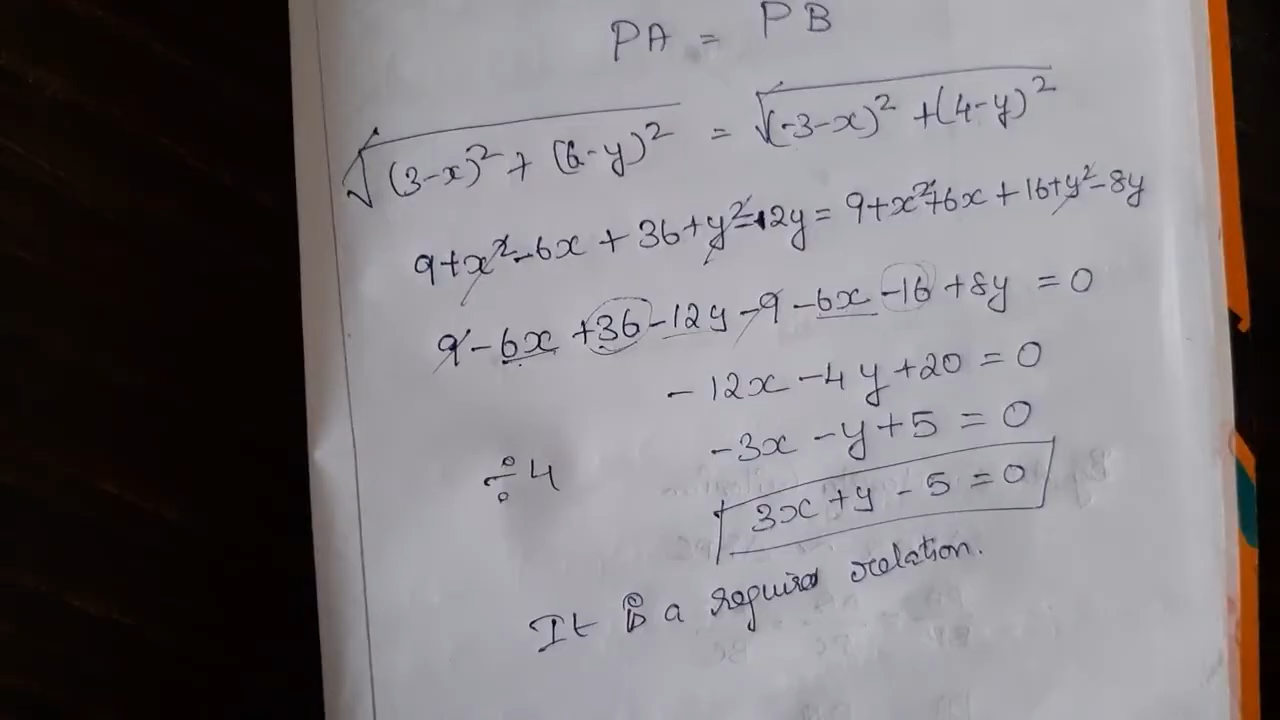 PA = PB
√(3-x)² + (6-y)² = √(-3-x)² + (4-y)²
9+x²-6x + 36+y²-12y = 9+x²+6x + 16+y²-8y
9-6x +36-12y -9 -6x -16 +8y = 0
-12x -4y +20 = 0
-3x -y +5 = 0
÷4
3x +y -5 = 0
It is a required relation.